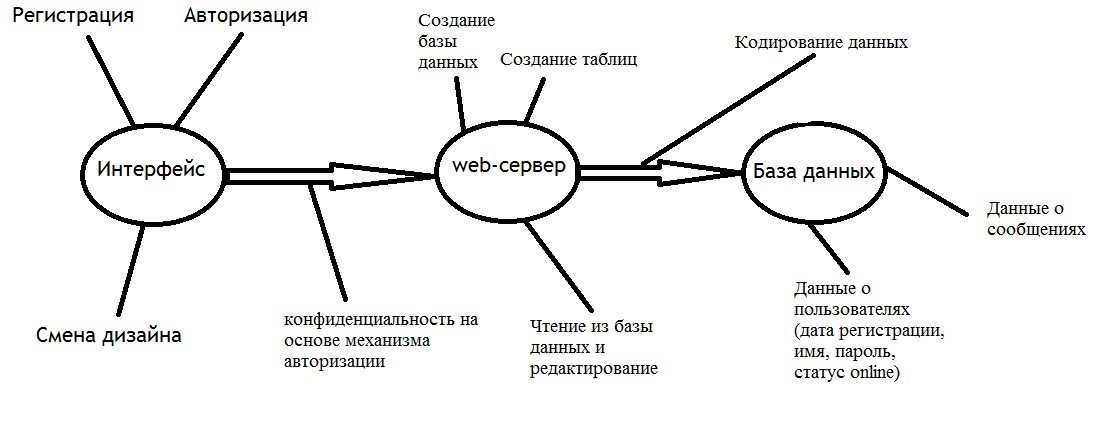 Регистрация
Авторизация
Создание
базы
данных
Создание таблиц
Кодирование данных
Интерфейс
web-сервер
База данных
Данные о
сообщениях
Смена дизайна
конфиденциальность на
основе механизма
авторизации
Чтение из базы
данных и
редактирование
Данные о
пользователях
(дата регистрации,
имя, пароль,
статус online)